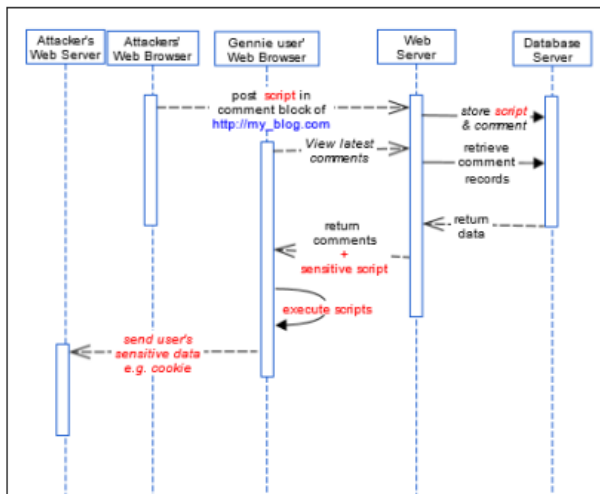 Attacker's
Web Server
Attackers'
Web Browser
Gennie user'
Web Browser
Web
Server
Database
Server
post script in
comment block of
http://my_blog.com
store script
& comment
View latest
comments
retrieve
comment
records
return
data
return
comments
+
sensitive script
execute scripts
send user's
sensitive data
e.g. cookie